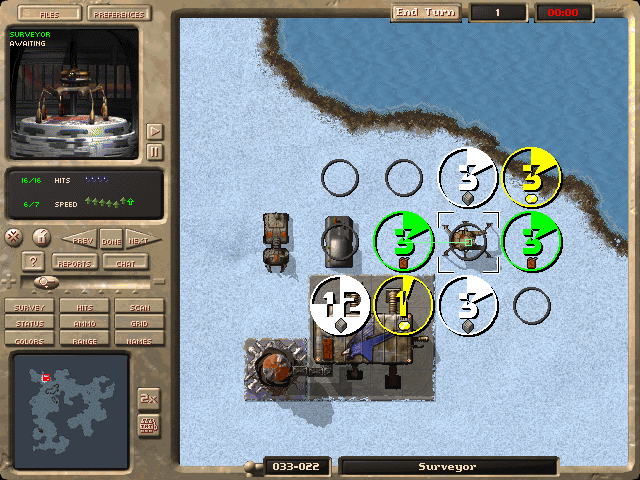 FILES
PREFERENCES
End Turn
1
00:00
SURVEYOR
AWAITING
16/16 HITS
6/7 SPEED
PREV
DONE
NEXT
?
REPORTS
CHAT
SURVEY
HITS
SCAN
STATUS
AMMO
GRID
COLORS
RANGE
NAMES
2x
3
3
3
3
12
1
3
033-022
Surveyor